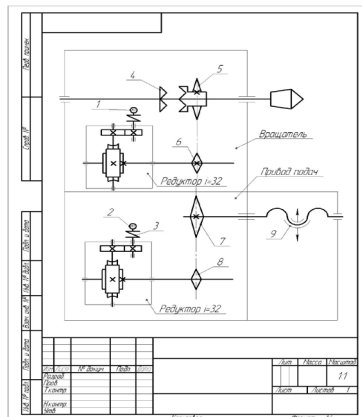 Перв. примен.
Справ. №
Подп. и дата
Инв. № дубл.
Взам. инв. №
Подп. и дата
Инв. № подл.
4
5
1
Вращатель
6
Редуктор i=32
Привод подач
2
3
7
9
8
Редуктор i=32
Изм.
Лист
№ докум.
Подп.
Дата
Разраб.
Пров.
Т.контр.
Н.контр.
Утв.
Лит.
Масса
Масштаб
1:1
Лист
Листов 1
Копировал